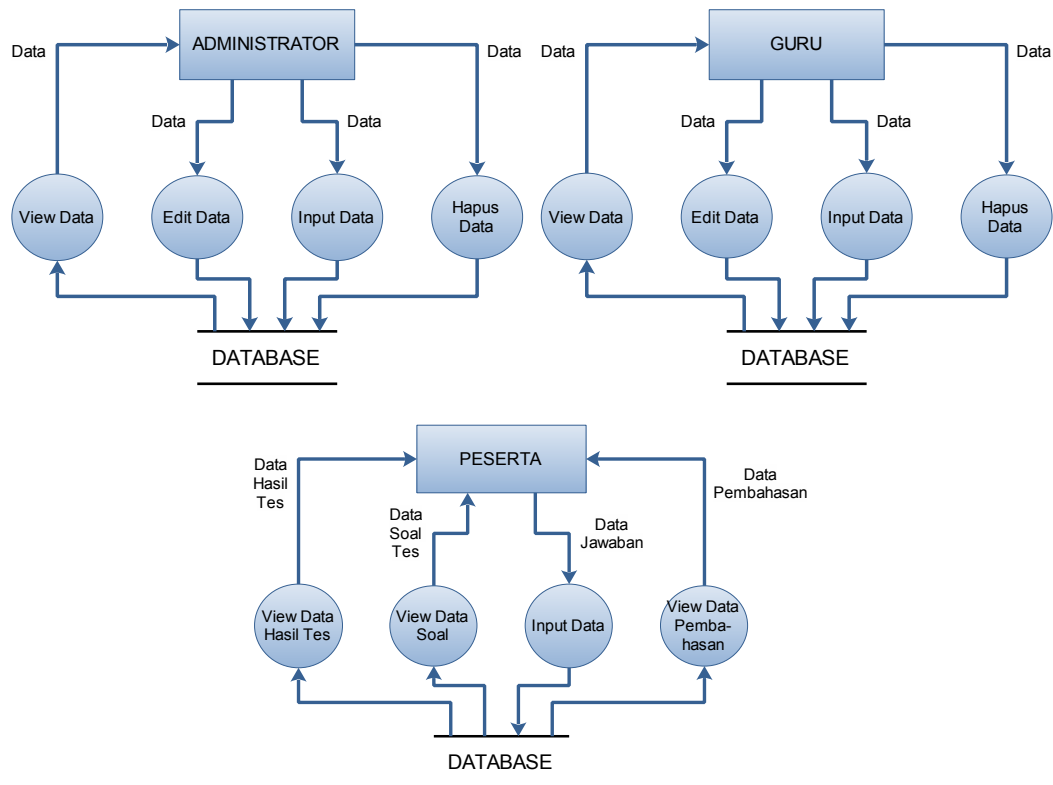 ADMINISTRATOR
Data
Data
Data
Data
View Data
Edit Data
Input Data
Hapus
Data
DATABASE
GURU
Data
Data
Data
Data
View Data
Edit Data
Input Data
Hapus
Data
DATABASE
PESERTA
Data
Hasil
Tes
Data
Soal
Tes
Data
Jawaban
Data
Pembahasan
View Data
Hasil Tes
View Data
Soal
Input Data
View Data
Pemba-
hasan
DATABASE